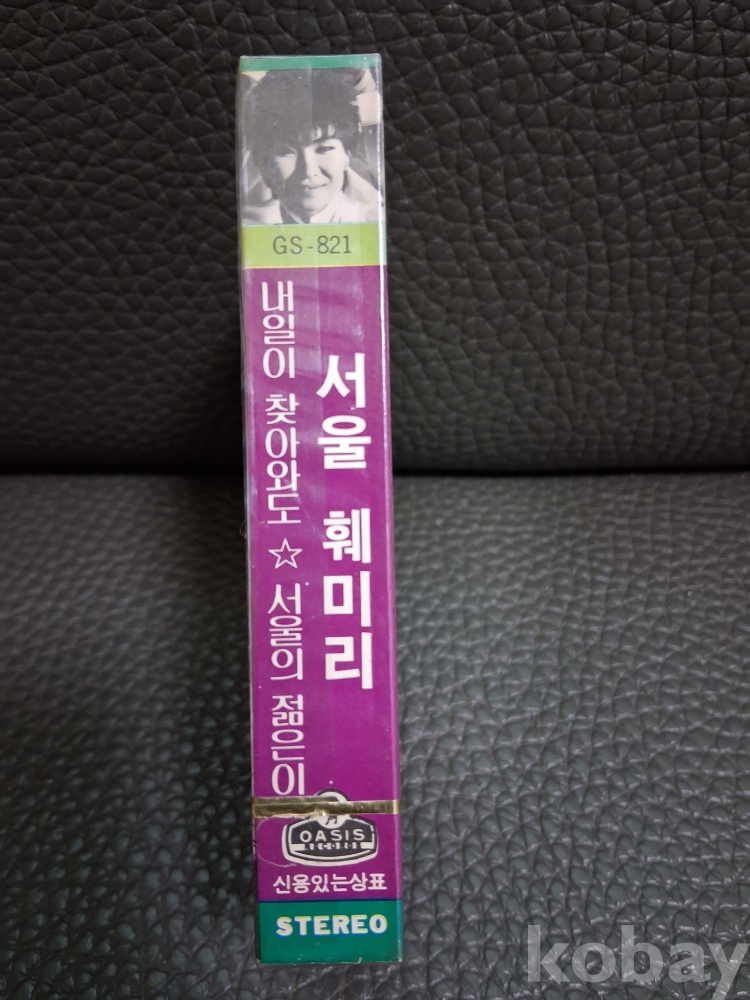 GS-821
서울 훼미리
내일이 찾아와도 ☆ 서울의 젊은이
OASIS
RECORDS
신용있는상표
STEREO
kobay